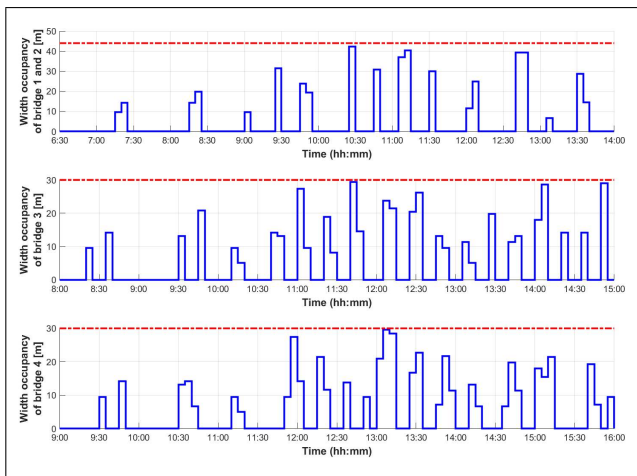 Width occupancy
of bridge 1 and 2 [m]
50
40
30
20
10
0
6:30 7:00 7:30 8:00 8:30 9:00 9:30 10:00 10:30 11:00 11:30 12:00 12:30 13:00 13:30 14:00
Time (hh:mm)
Width occupancy
of bridge 3 [m]
30
20
10
0
8:00 8:30 9:00 9:30 10:00 10:30 11:00 11:30 12:00 12:30 13:00 13:30 14:00 14:30 15:00
Time (hh:mm)
Width occupancy
of bridge 4 [m]
30
20
10
0
9:00 9:30 10:00 10:30 11:00 11:30 12:00 12:30 13:00 13:30 14:00 14:30 15:00 15:30 16:00
Time (hh:mm)